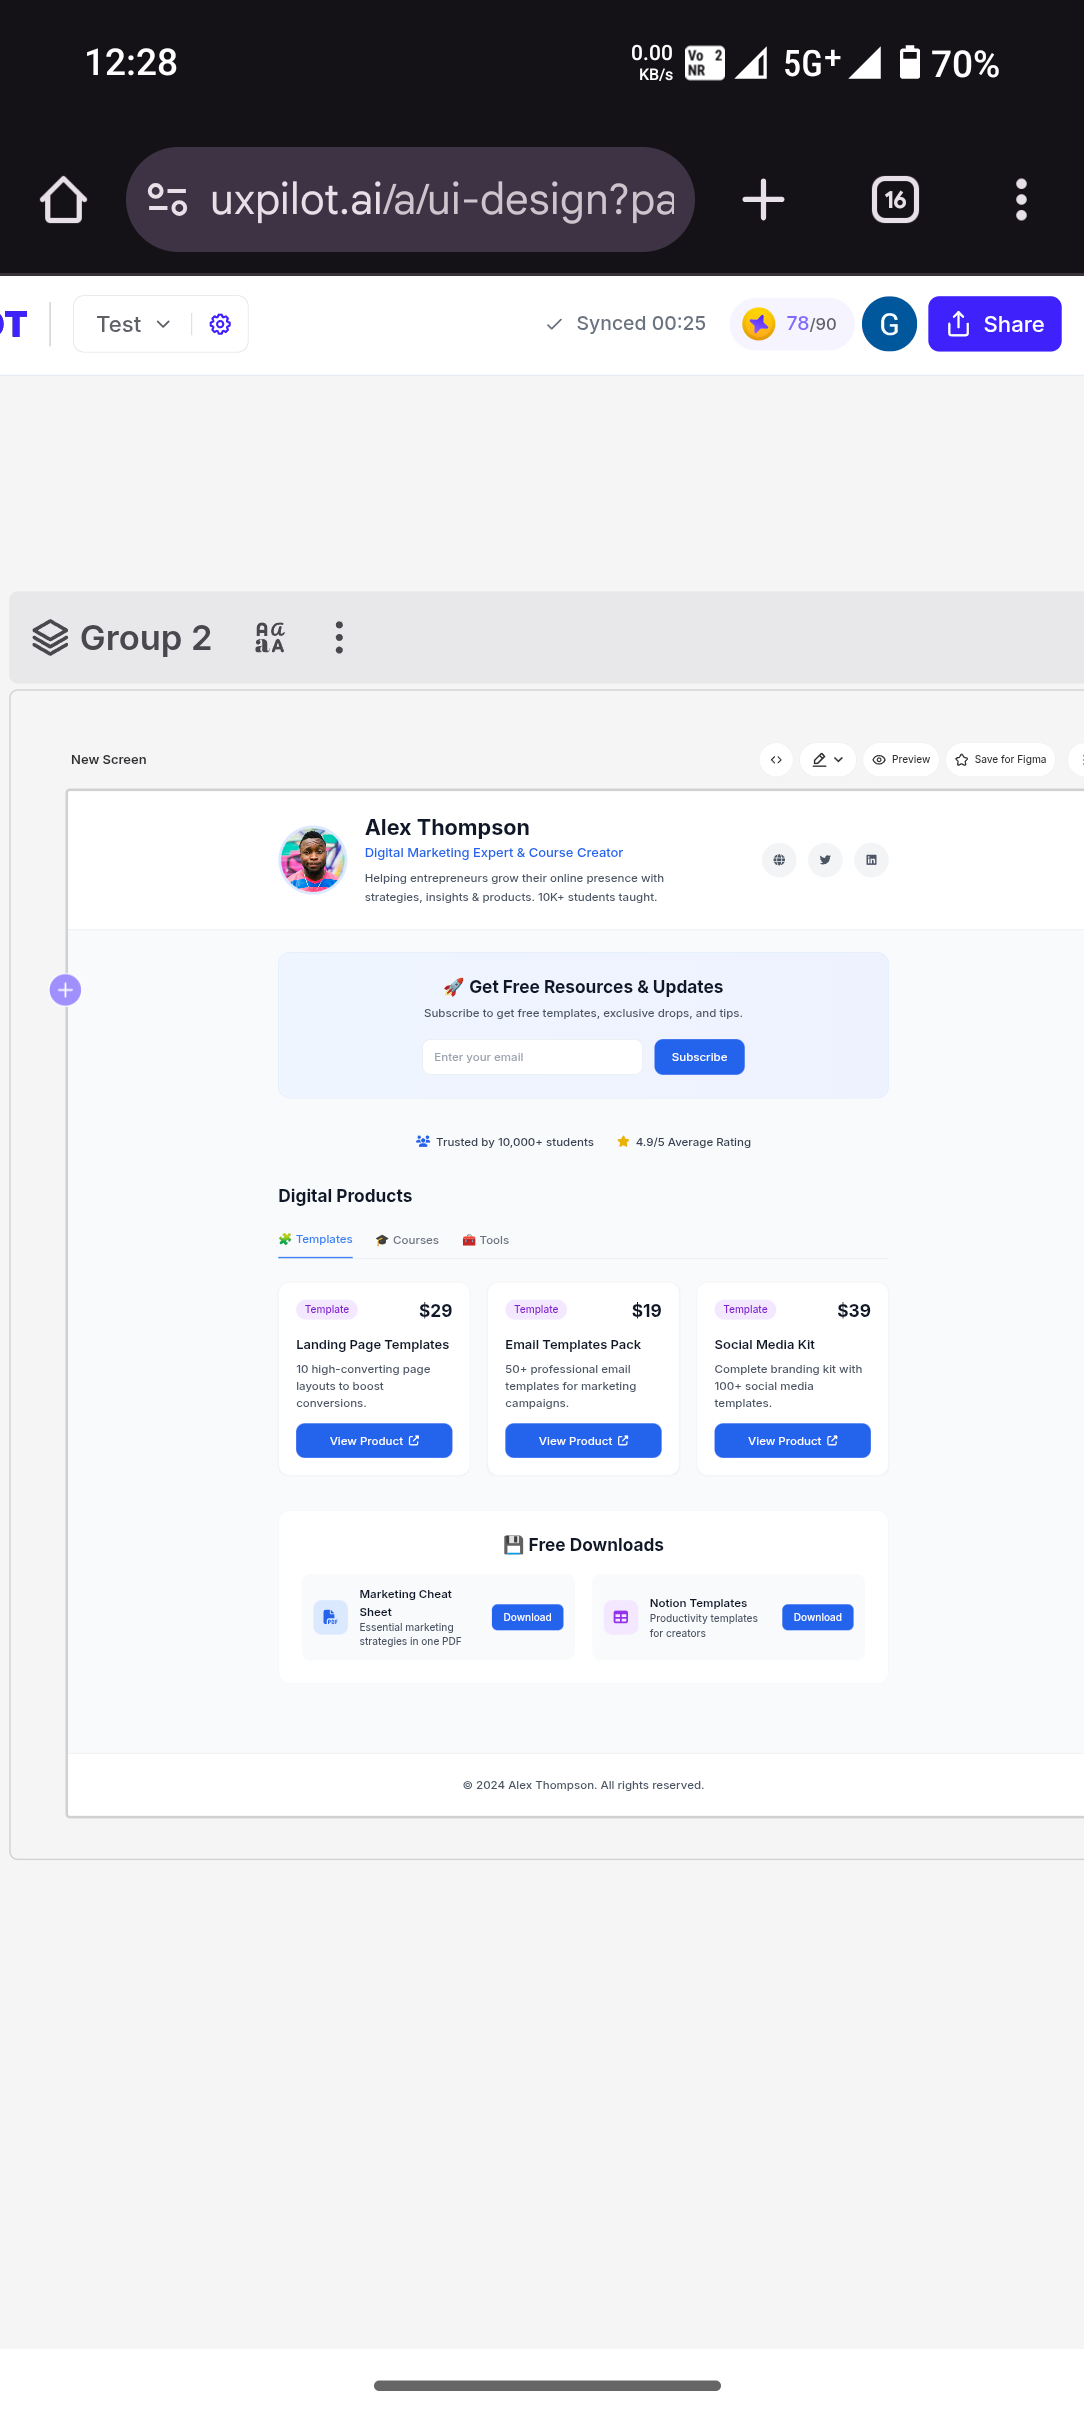 12:28
0.00
KB/s
Vo 2
NR
5G+
70%
uxpilot.ai/a/ui-design?pa
16
OT
Test
Synced 00:25
78/90
G
Share
Group 2
New Screen
Preview
Save for Figma
Alex Thompson
Digital Marketing Expert & Course Creator
Helping entrepreneurs grow their online presence with
strategies, insights & products. 10K+ students taught.
🚀 Get Free Resources & Updates
Subscribe to get free templates, exclusive drops, and tips.
Enter your email
Subscribe
Trusted by 10,000+ students
4.9/5 Average Rating
Digital Products
🧩 Templates
🎓 Courses
🧰 Tools
Template
$29
Landing Page Templates
10 high-converting page
layouts to boost
conversions.
View Product
Template
$19
Email Templates Pack
50+ professional email
templates for marketing
campaigns.
View Product
Template
$39
Social Media Kit
Complete branding kit with
100+ social media
templates.
View Product
💾 Free Downloads
Marketing Cheat
Sheet
Essential marketing
strategies in one PDF
Download
Notion Templates
Productivity templates
for creators
Download
© 2024 Alex Thompson. All rights reserved.